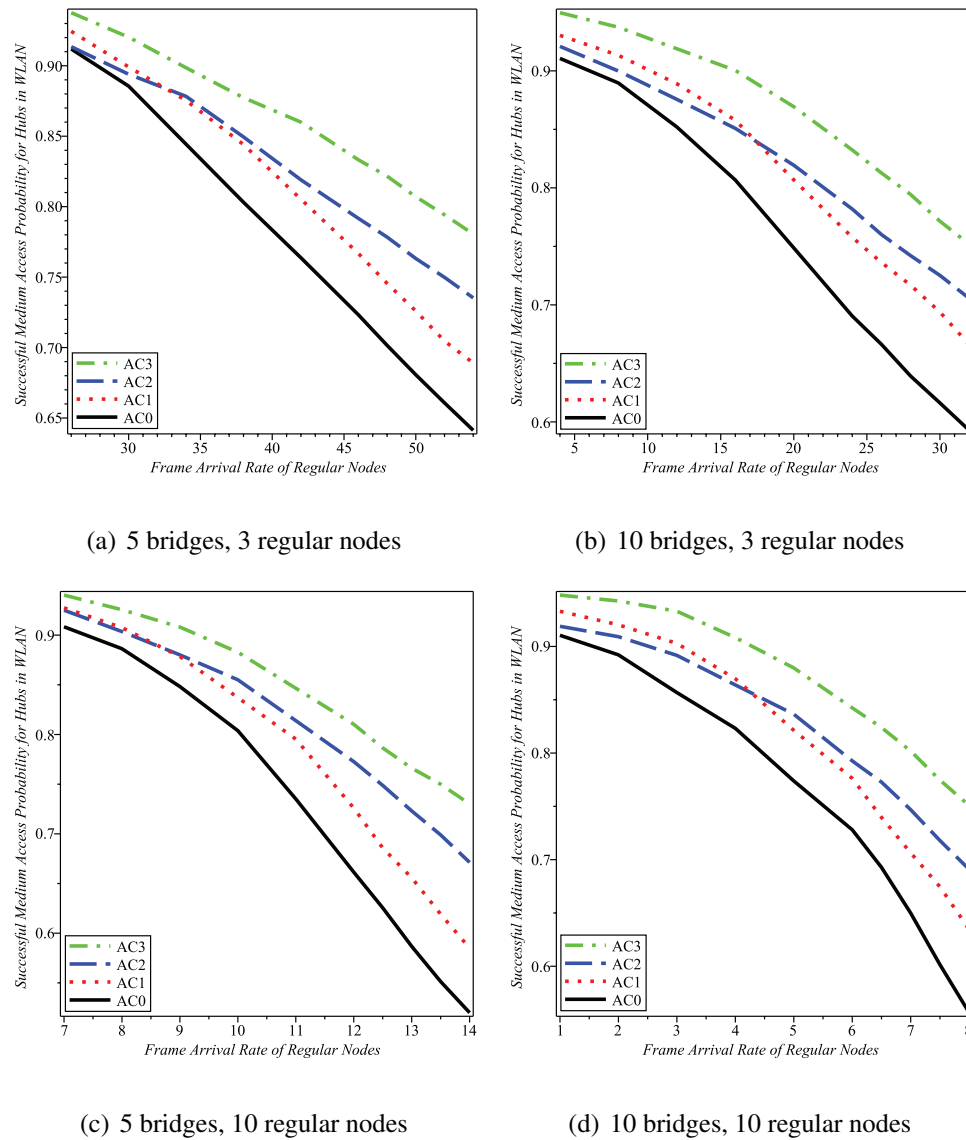 Successful Medium Access Probability for Hubs in WLAN
0.90
0.85
0.80
0.75
0.70
0.65
AC3
AC2
AC1
AC0
30 35 40 45 50
Frame Arrival Rate of Regular Nodes
(a) 5 bridges, 3 regular nodes
Successful Medium Access Probability for Hubs in WLAN
0.9
0.8
0.7
0.6
AC3
AC2
AC1
AC0
5 10 15 20 25 30
Frame Arrival Rate of Regular Nodes
(b) 10 bridges, 3 regular nodes
Successful Medium Access Probability for Hubs in WLAN
0.9
0.8
0.7
0.6
AC3
AC2
AC1
AC0
7 8 9 10 11 12 13 14
Frame Arrival Rate of Regular Nodes
(c) 5 bridges, 10 regular nodes
Successful Medium Access Probability for Hubs in WLAN
0.9
0.8
0.7
0.6
AC3
AC2
AC1
AC0
1 2 3 4 5 6 7 8
Frame Arrival Rate of Regular Nodes
(d) 10 bridges, 10 regular nodes